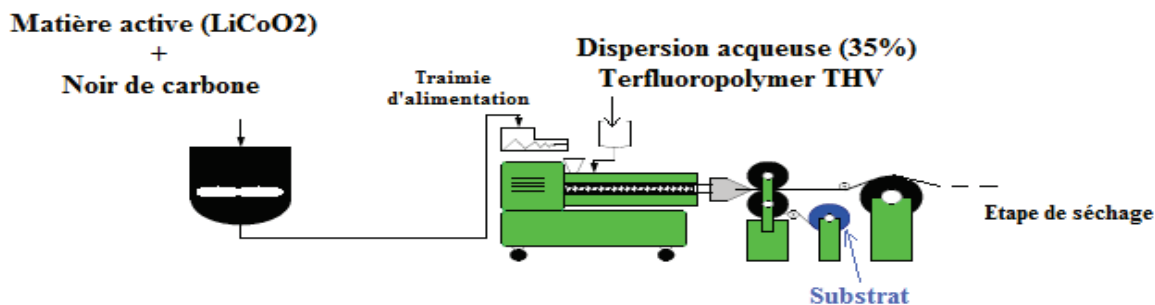 Matière active (LiCoO2)
+
Noir de carbone
Traimie
d'alimentation
Dispersion acqueuse (35%)
Terfluoropolymer THV
Etape de séchage
Substrat